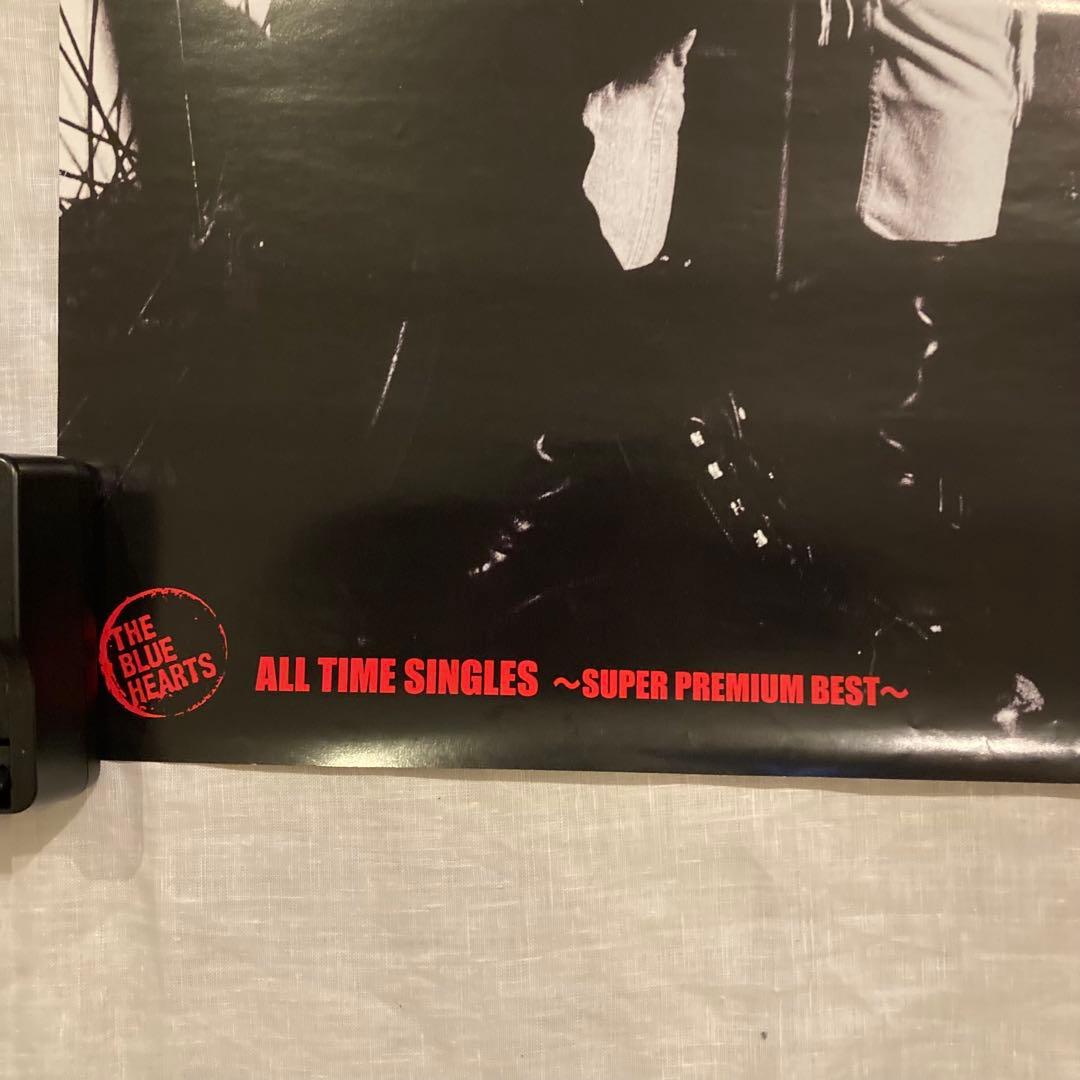 THE
BLUE
HEARTS
ALL TIME SINGLES ～SUPER PREMIUM BEST～